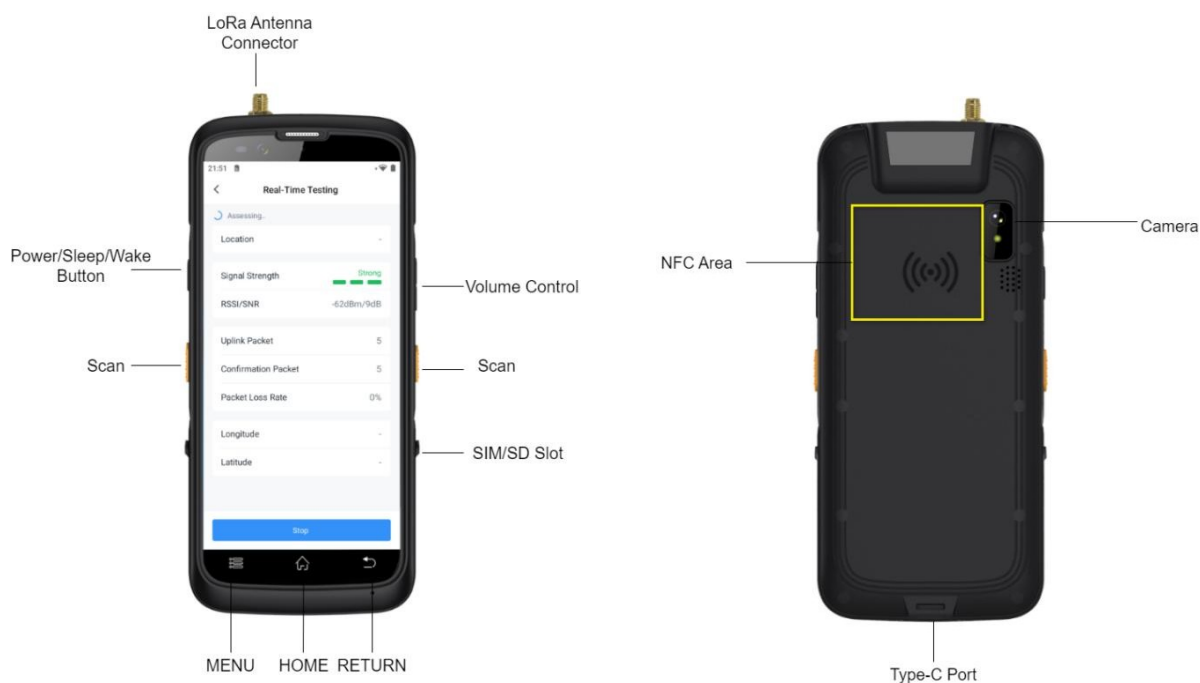 LoRa Antenna
Connector
21:51
Real-Time Testing
Assessing..
Location -
Signal Strength Strong
RSSI/SNR -62dBm/9dB
Uplink Packet 5
Confirmation Packet 5
Packet Loss Rate 0%
Longitude -
Latitude -
Stop
Power/Sleep/Wake
Button
Scan
Volume Control
Scan
SIM/SD Slot
MENU HOME RETURN
NFC Area
Camera
Type-C Port